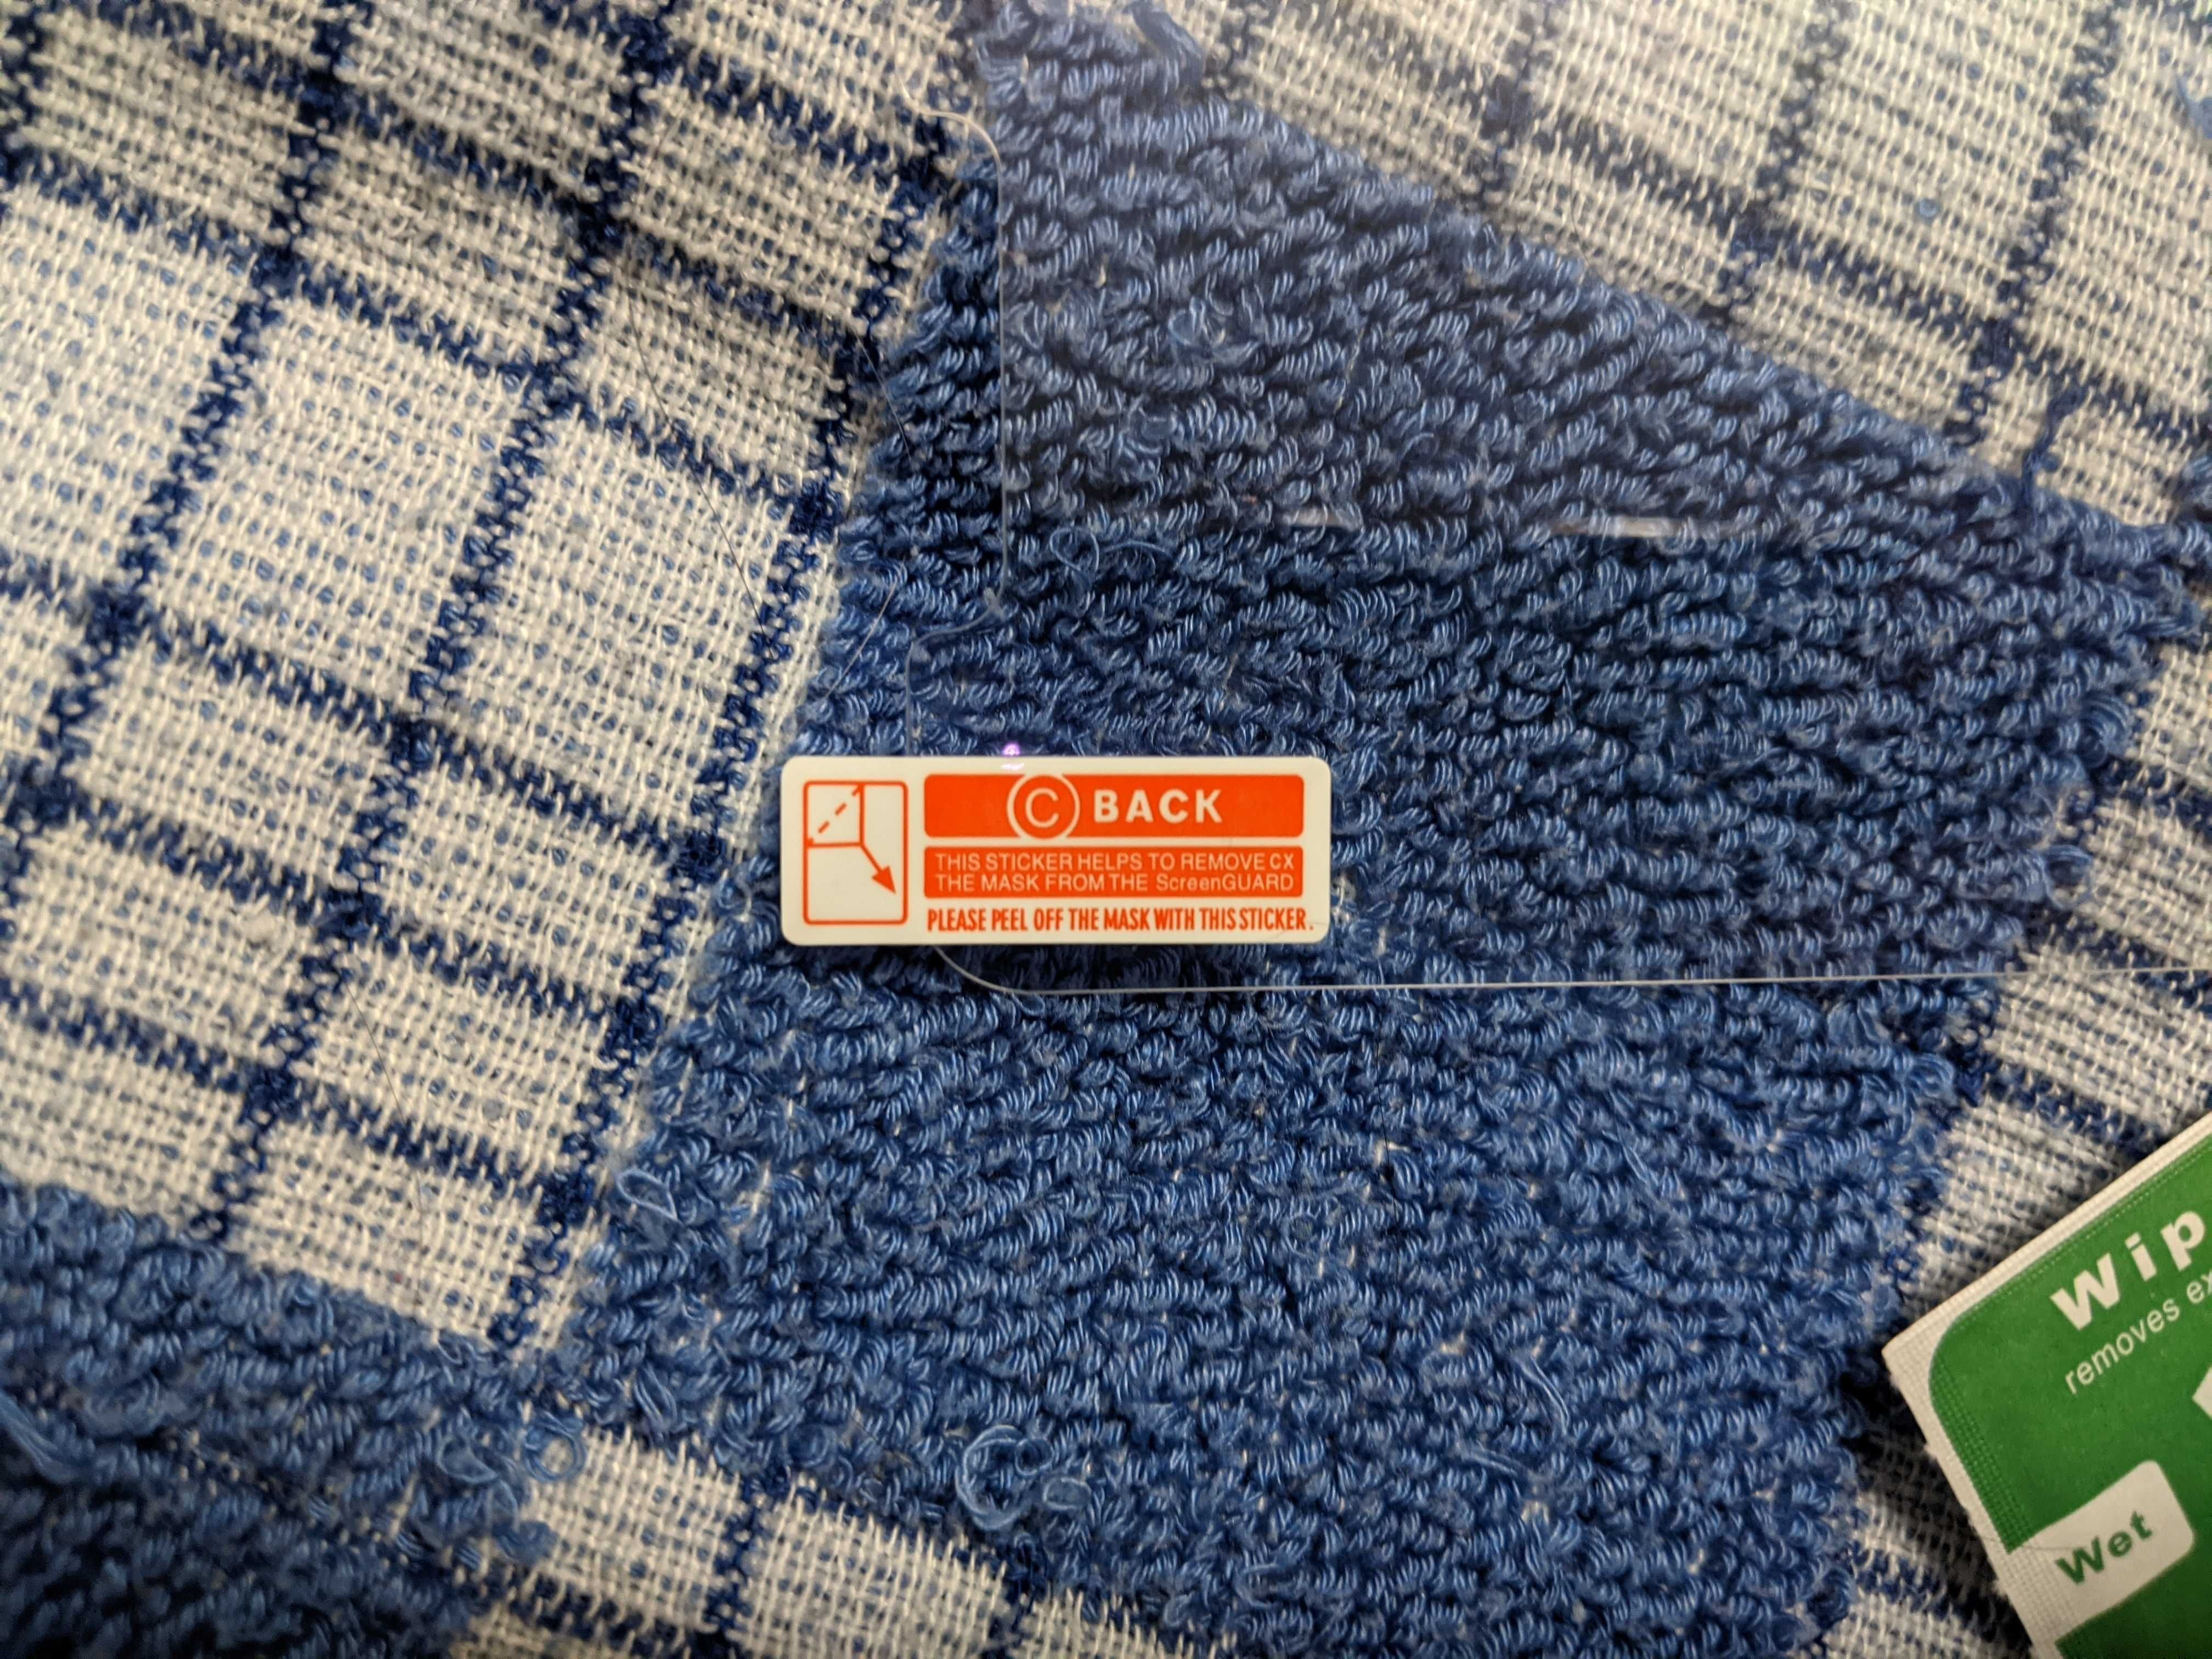 © BACK
THIS STICKER HELPS TO REMOVE CX
THE MASK FROM THE ScreenGUARD
PLEASE PEEL OFF THE MASK WITH THIS STICKER.
Wip
removes ex
Wet